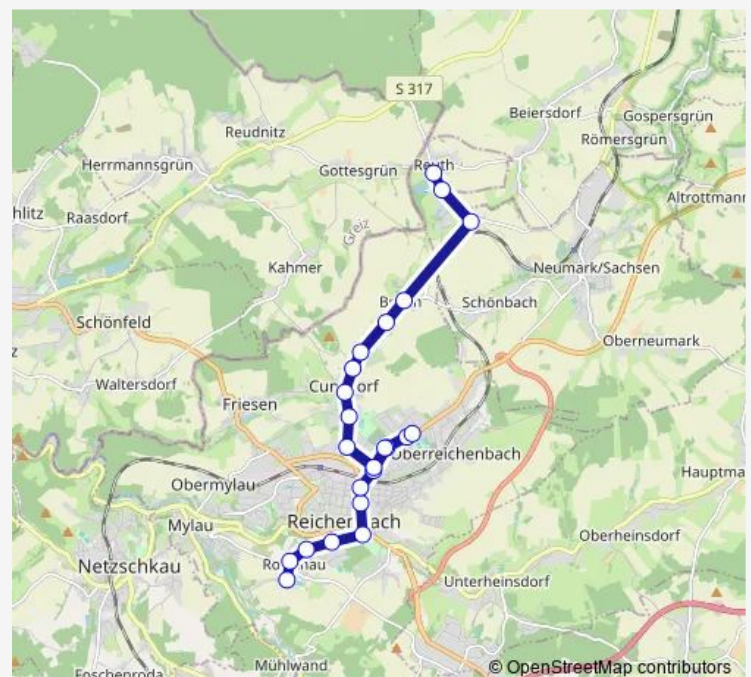 S 317
Beiersdorf
Gospersgrün
Reudnitz
Römersgrün
Herrmannsgrün
Gottesgrün
Reuth
hlitz
Raasdorf
Altrottmann
Greiz
Kahmer
Neumark/Sachsen
Schönbach
Schönfeld
z
Oberneumark
Waltersdorf
Friesen
Oberreichenbach
Hauptma
Obermylau
Mylau
Oberheinsdorf
Netzschkau
Unterheinsdorf
Mühlwand
Foschenroda
© OpenStreetMap contributors